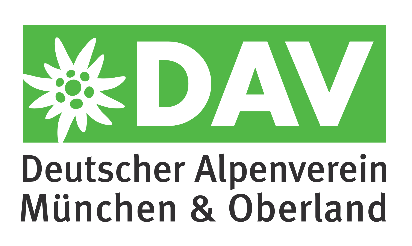 DAV
Deutscher Alpenverein
München & Oberland